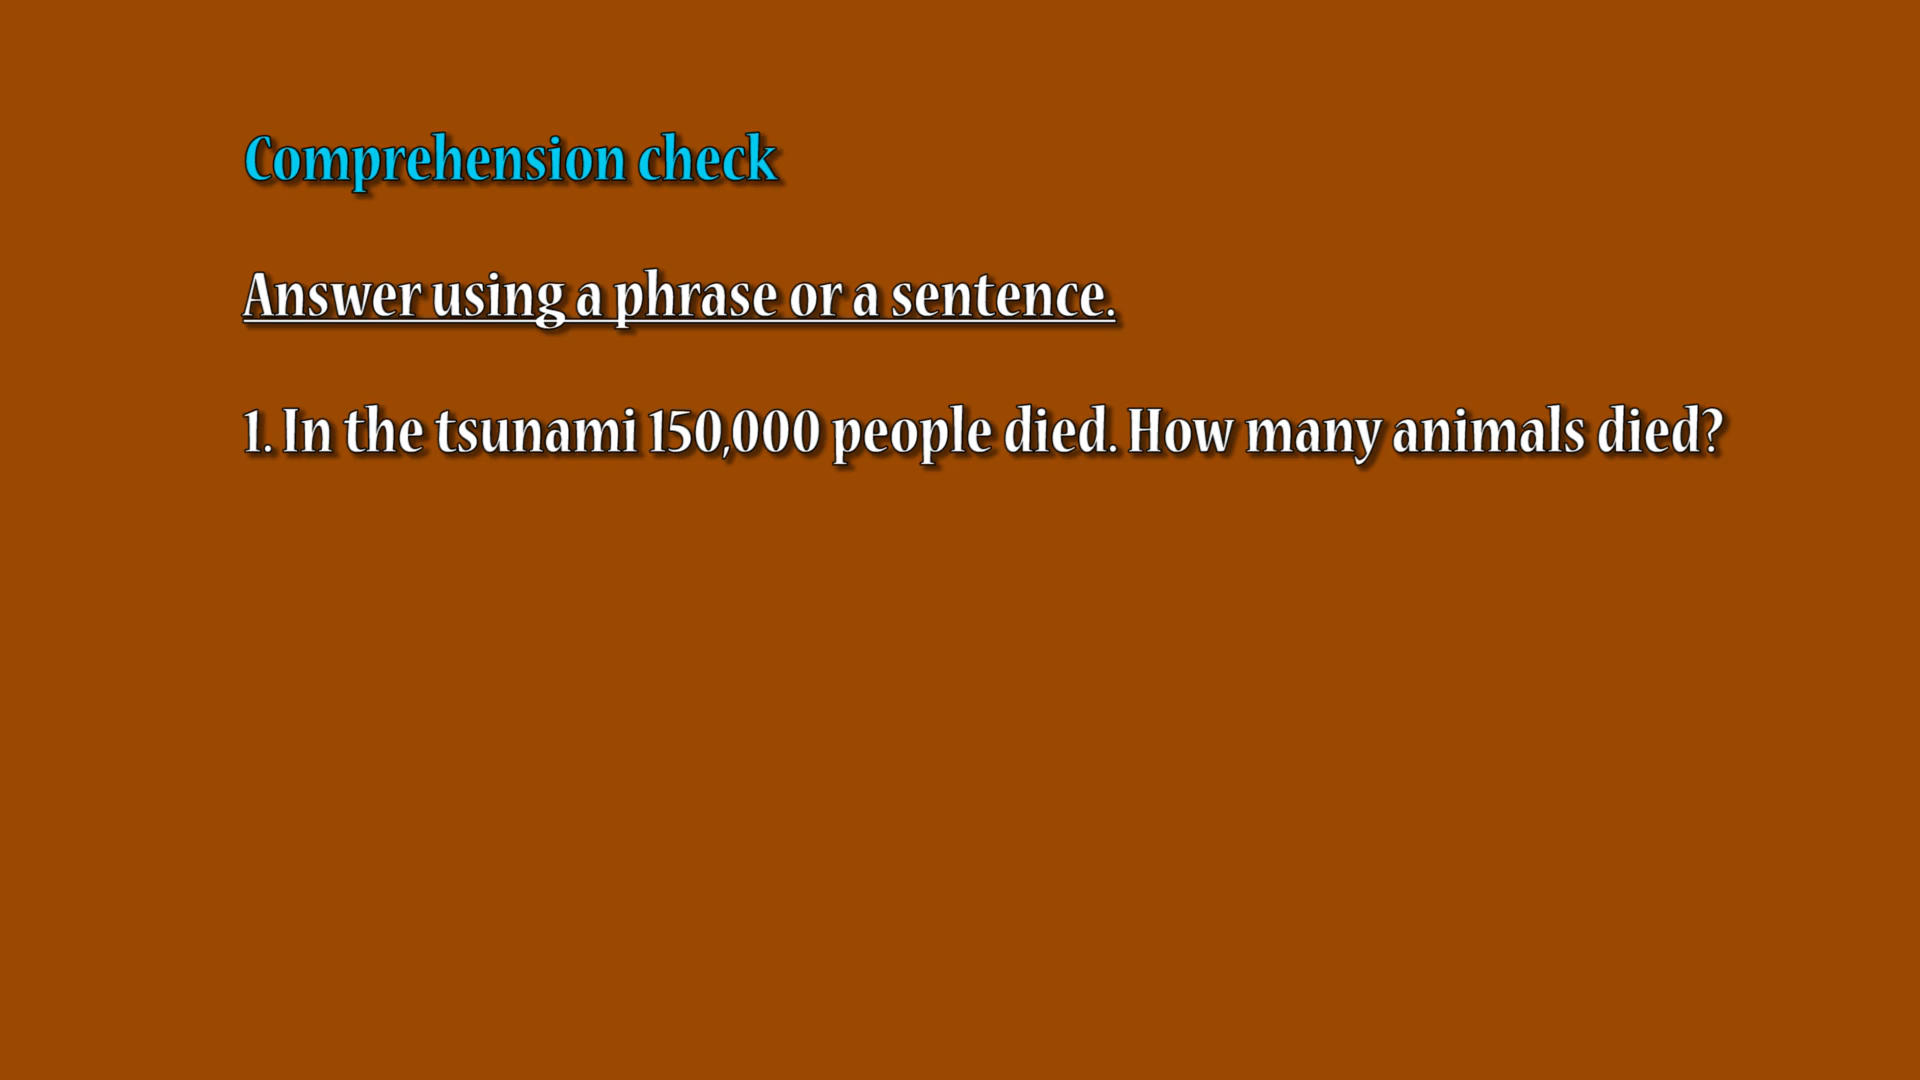 Comprehension check
Answer using a phrase or a sentence.
1. In the tsunami 150,000 people died. How many animals died?